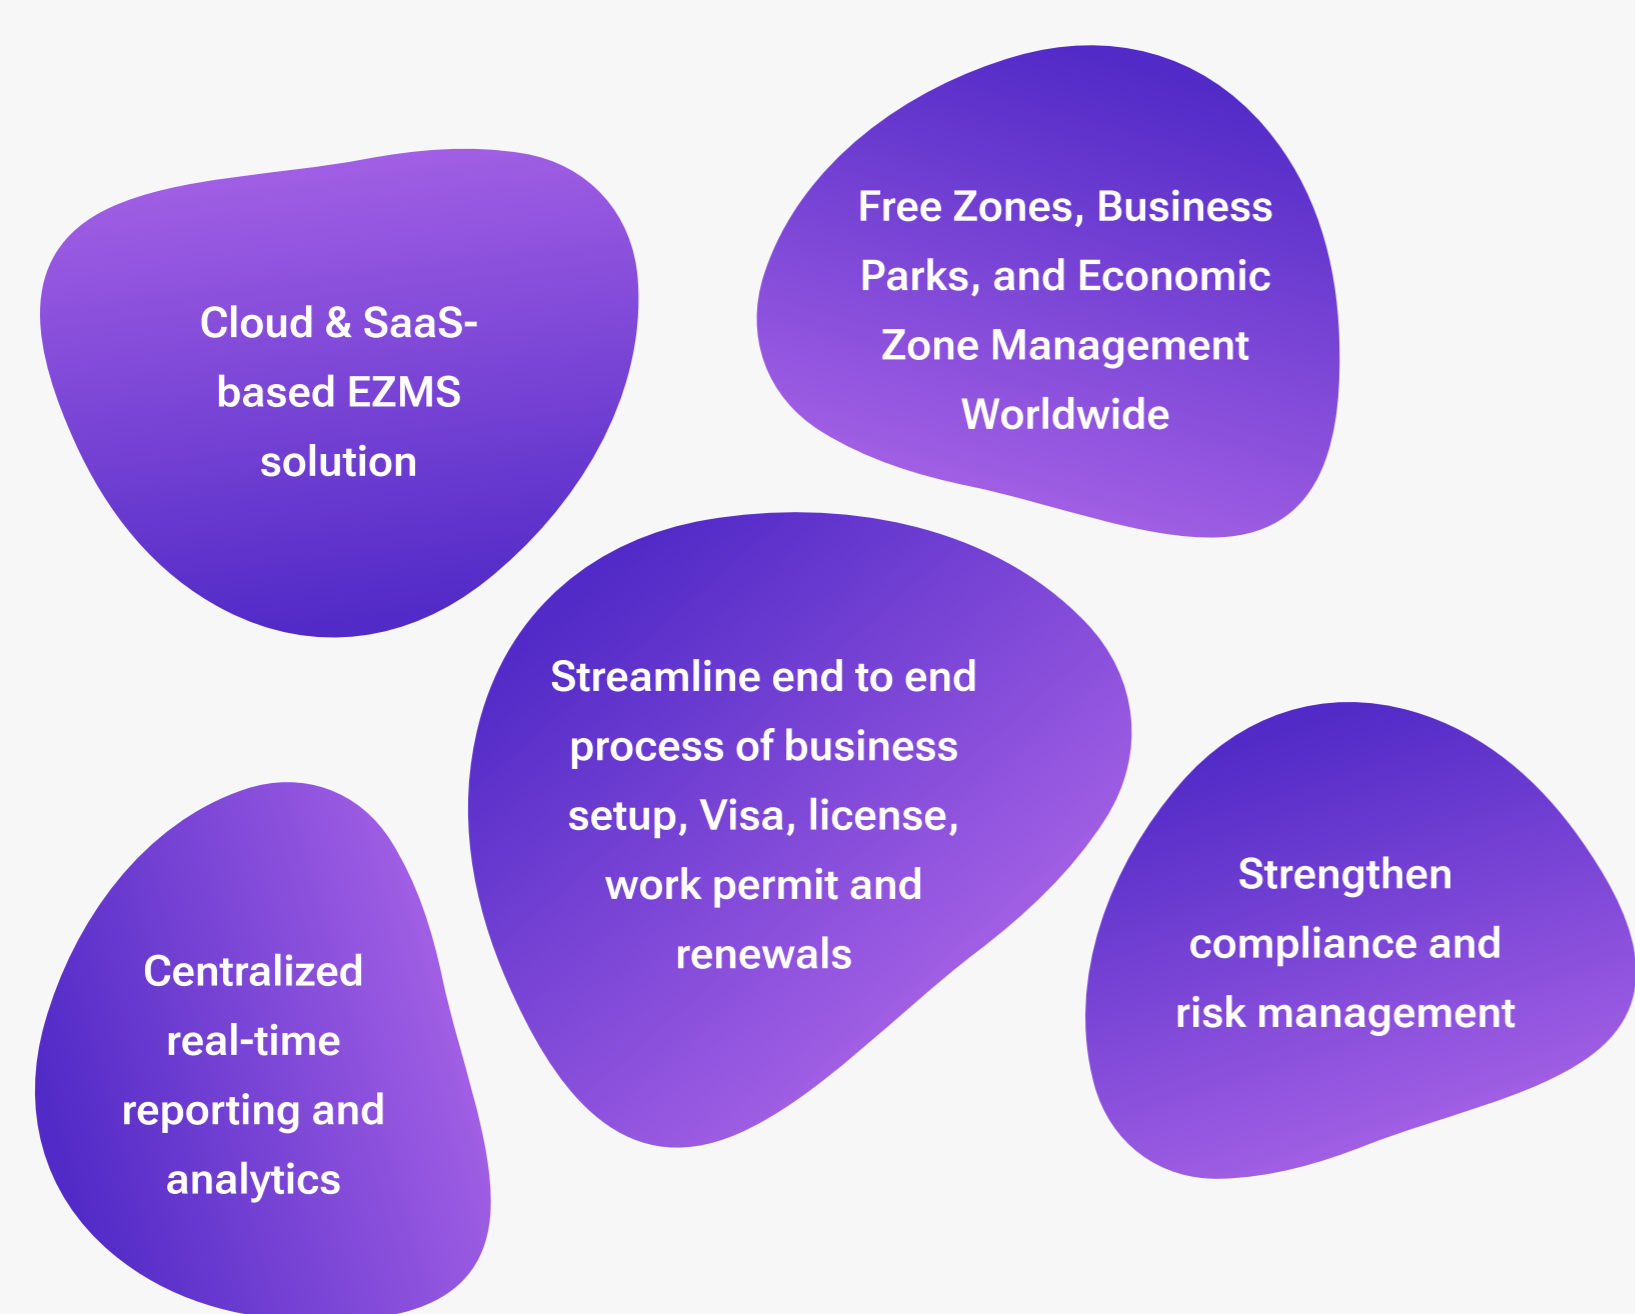 Cloud & SaaS-
based EZMS
solution
Free Zones, Business
Parks, and Economic
Zone Management
Worldwide
Streamline end to end
process of business
setup, Visa, license,
work permit and
renewals
Centralized
real-time
reporting and
analytics
Strengthen
compliance and
risk management